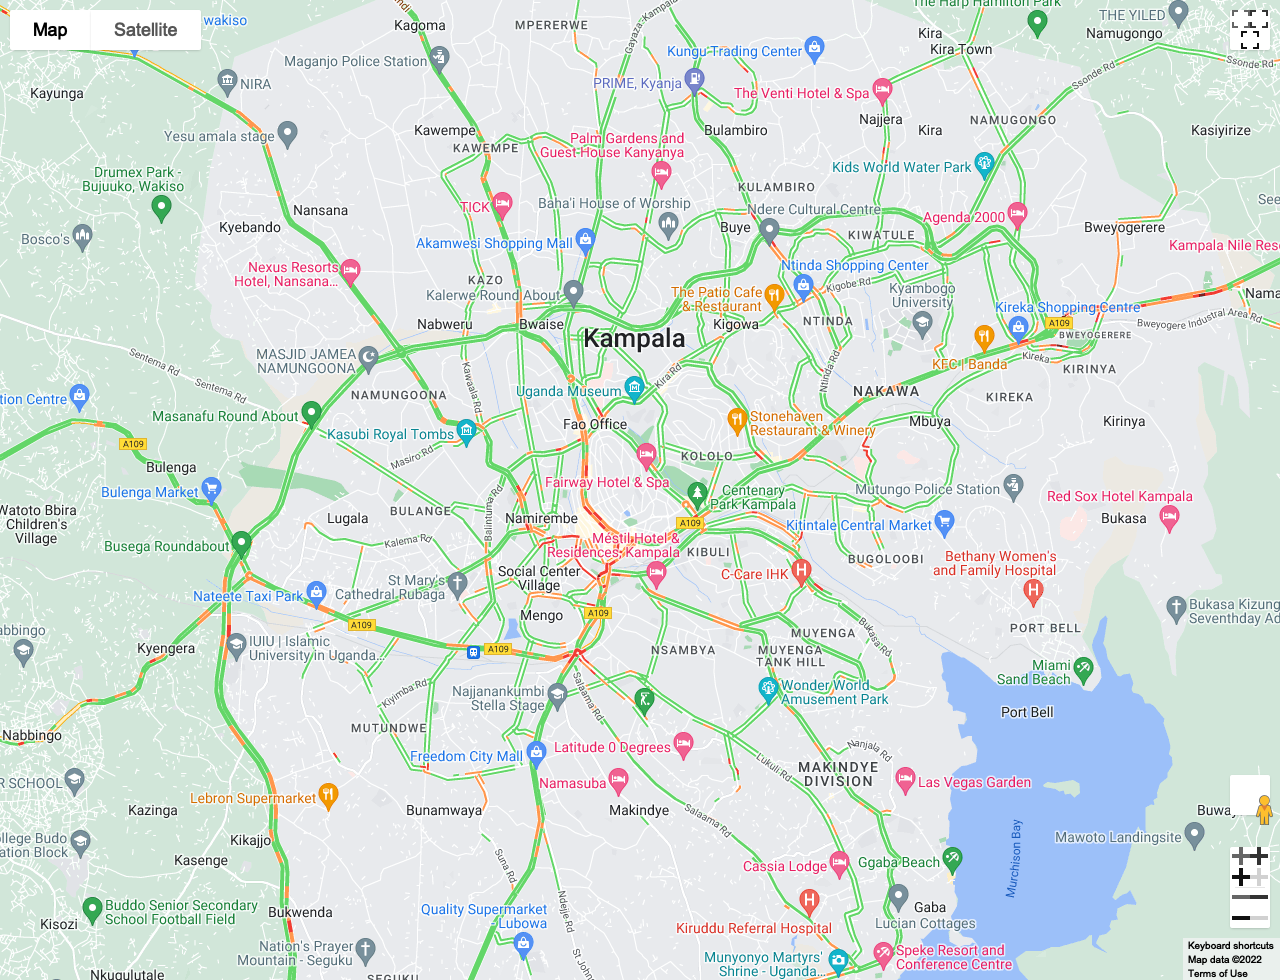 Map
Satellite
wakiso
Kagoma
MPERERWE
Gayaza-Kampala
The Harp Hamilton Park
THE YILED
Namugongo
Kira
Kira Town
Kungu Trading Center
Maganjo Police Station
NIRA
PRIME, Kyanja
The Venti Hotel & Spa
Ssonde Rd
Ssonde Rd
Kayunga
Yesu amala stage
Kawempe
KAWEMPE
Palm Gardens and
Guest House Kanyanya
Bulambiro
Najjera
Kira
NAMUGONGO
Kasiyirize
Drumex Park -
Bujuuko, Wakiso
Kids World Water Park
KULAMBIRO
Nansana
TICK
Baha'i House of Worship
Ndere Cultural Centre
Agenda 2000
Kyebando
Bosco's
Akamwesi Shopping Mall
Buye
KIWATULE
Bweyogerere
Kampala Nile Reso
Nexus Resorts
Hotel, Nansana...
KAZO
Kalerwe Round About
Ntinda Shopping Center
The Patio Cafe
& Restaurant
Kigobe Rd
Kyambogo
University
Kireka Shopping Centre
Nama
Nabweru
Bwaise
Kampala
Kigowa
NTINDA
A109
Bweyogere Industral Area Rd
BWEYOGERERE
MASJID JAMEA
NAMUNGOONA
Sentema Rd
Sentema Rd
KFC | Banda
Kireka
KIRINYA
NAMUNGOONA
Kawaala Rd
Uganda Museum
Kira Rd
Ntinda Rd
NAKAWA
KIREKA
tion Centre
Masanafu Round About
Kasubi Royal Tombs
Fao Office
Stonehaven
Restaurant & Winery
Mbuya
Kirinya
A109
Bulenga
Masiro Rd
KOLOLO
Bulenga Market
Fairway Hotel & Spa
Centenary
Park Kampala
Mutungo Police Station
Red Sox Hotel Kampala
Bukasa
Watoto Bbira
Children's
Village
Lugala
BULANGE
Balintuma Rd
Namirembe
A109
Kitintale Central Market
Busega Roundabout
Kalema Rd
Mestil Hotel &
Residences, Kampala
KIBULI
BUGOLOOBI
Bethany Women's
and Family Hospital
Social Center
Village
C-Care IHK
St Mary's
Cathedral Rubaga
Nateete Taxi Park
Mengo
A109
A109
Bukasa Rd
Bukasa Kizung
Seventhday Ad
PORT BELL
Kyengera
IUIU | Islamic
University in Uganda...
A109
NSAMBYA
MUYENGA
MUYENGA
TANK HILL
Miami
Sand Beach
Kiyimba Rd
Najjanankumbi
Stella Stage
Salaama Rd
Wonder World
Amusement Park
Port Bell
Nabbingo
MUTUNDWE
Freedom City Mall
Latitude 0 Degrees
Lukuli Rd
Nanjala Rd
MAKINDYE
DIVISION
Las Vegas Garden
R SCHOOL
Lebron Supermarket
Namasuba
Kazinga
Bunamwaya
Makindye
Salaama Rd
Buwa
Mawoto Landingsite
Kikajjo
Kasenge
Suna Rd
Cassia Lodge
Ggaba Beach
Murchison Bay
Buddo Senior Secondary
School Football Field
Kisozi
Bukwenda
Quality Supermarket
- Lubowa
Ndejje Rd
Kiruddu Referral Hospital
Gaba
Lucian Cottages
Nation's Prayer
Mountain - Seguku
Munyonyo Martyrs'
Shrine - Uganda...
Speke Resort and
Conference Centre
Nkugulutale
SEGUKU
Keyboard shortcuts
Map data ©2022
Terms of Use